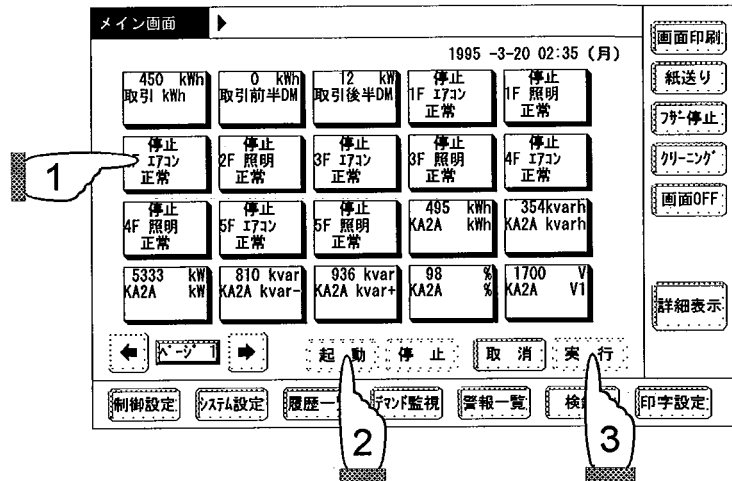 メイン画面
1995 -3-20 02:35 (月)
450 kWh
取引 kWh
0 kWh
取引前半DM
12 kW
取引後半DM
停止
1F エアコン
正常
停止
1F 照明
正常
停止
エアコン
正常
停止
2F 照明
正常
停止
3F エアコン
正常
停止
3F 照明
正常
停止
4F エアコン
正常
停止
4F 照明
正常
停止
5F エアコン
正常
停止
5F 照明
正常
495 kWh
KA2A kWh
354kvarh
KA2A kvarh
5333 kW
KA2A kW
810 kvar
KA2A kvar-
936 kvar
KA2A kvar+
98 %
KA2A %
1700 V
KA2A V1
ページ 1
起動
停止
取消
実行
制御設定
システム設定
履歴一
デマンド監視
警報一覧
検
印字設定
画面印刷
紙送り
ブザー停止
クリーニング
画面OFF
詳細表示
1
2
3